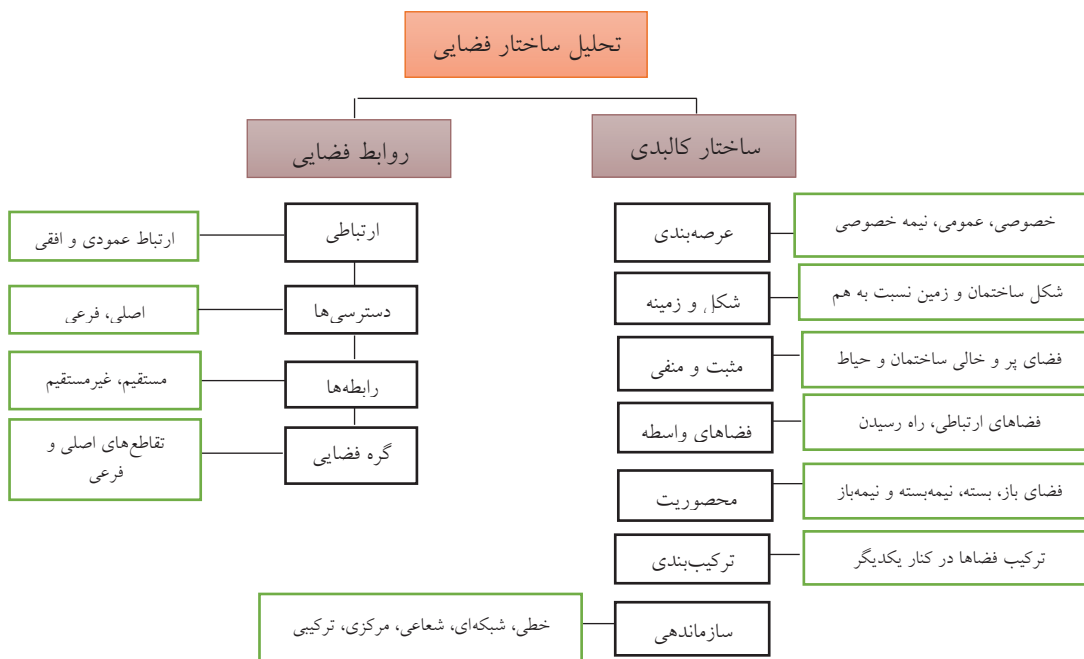 تحلیل ساختار فضایی
ساختار کالبدی
روابط فضایی
عرصه‌بندی
خصوصی، عمومی، نیمه خصوصی
شکل و زمینه
شکل ساختمان و زمین نسبت به هم
مثبت و منفی
فضای پر و خالی ساختمان و حیاط
فضاهای واسطه
فضاهای ارتباطی، راه رسیدن
محصوریت
فضای باز، بسته، نیمه‌بسته و نیمه‌باز
ترکیب‌بندی
ترکیب فضاها در کنار یکدیگر
سازماندهی
خطی، شبکه‌ای، شعاعی، مرکزی، ترکیبی
ارتباطی
ارتباط عمودی و افقی
دسترسی‌ها
اصلی، فرعی
رابطه‌ها
مستقیم، غیرمستقیم
گره فضایی
تقاطع‌های اصلی و
فرعی